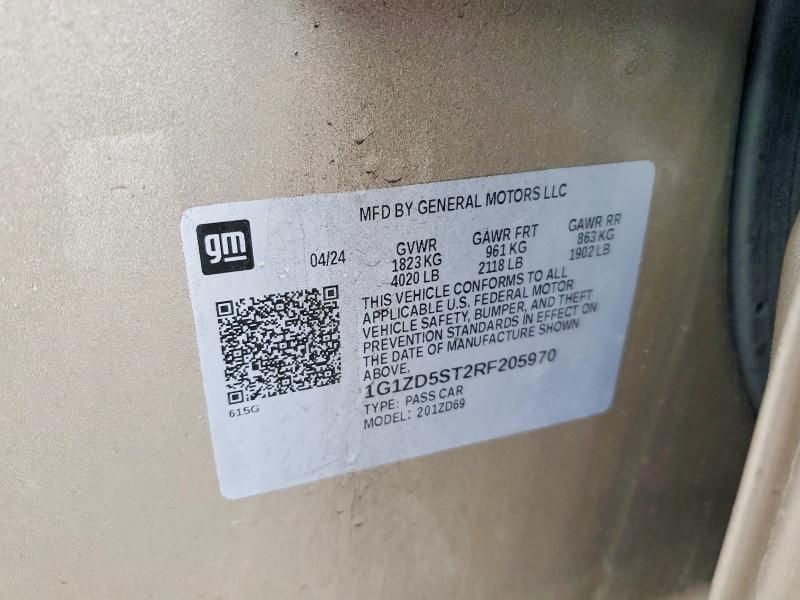 MFD BY GENERAL MOTORS LLC
gm
04/24
GVWR
1823 KG
4020 LB
GAWR FRT
961 KG
2118 LB
GAWR RR
863 KG
1902 LB
THIS VEHICLE CONFORMS TO ALL
APPLICABLE U.S. FEDERAL MOTOR
VEHICLE SAFETY, BUMPER, AND THEFT
PREVENTION STANDARDS IN EFFECT ON
THE DATE OF MANUFACTURE SHOWN
ABOVE.
1G1ZD5ST2RF205970
TYPE: PASS CAR
MODEL: 201ZD69
615G